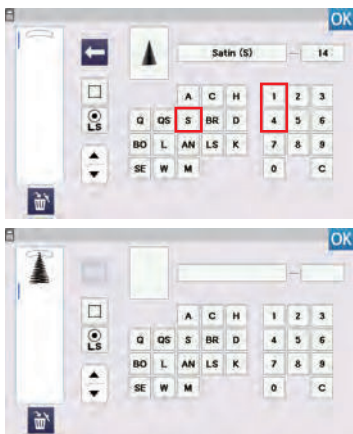 OK
Satin (S) – 14
A C H 1 2 3
LS Q QS S BR D 4 5 6
BO L AN LS K 7 8 9
SE W M 0 C
OK
–
A C H 1 2 3
LS Q QS S BR D 4 5 6
BO L AN LS K 7 8 9
SE W M 0 C